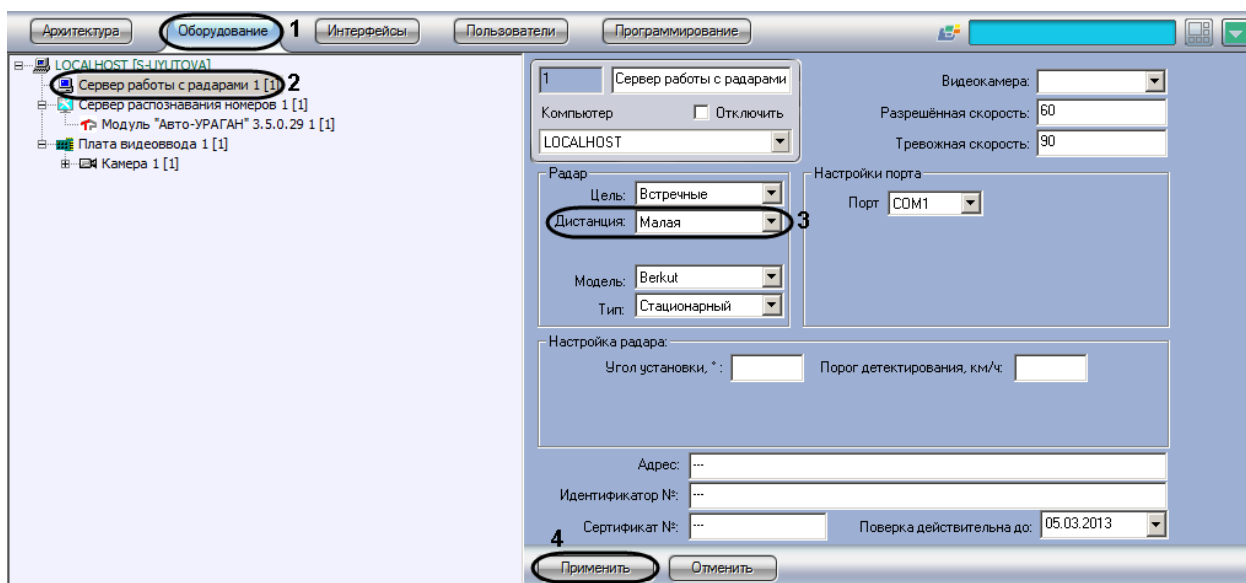 Архитектура Оборудование 1 Интерфейсы Пользователи Программирование
LOCALHOST [S-UYUTOVA]
Сервер работы с радарами 1 [1] 2
Сервер распознавания номеров 1 [1]
Модуль "Авто-УРАГАН" 3.5.0.29 1 [1]
Плата видеоввода 1 [1]
Камера 1 [1]
1 Сервер работы с радарами
Компьютер Отключить
LOCALHOST
Видеокамера:
Разрешённая скорость: 60
Тревожная скорость: 90
Радар
Цель: Встречные
Дистанция: Малая 3
Модель: Berkut
Тип: Стационарный
Настройки порта
Порт COM1
Настройка радара:
Угол установки, ° : Порог детектирования, км/ч:
Адрес: ---
Идентификатор №: ---
Сертификат №: --- Поверка действительна до: 05.03.2013
4
Применить Отменить